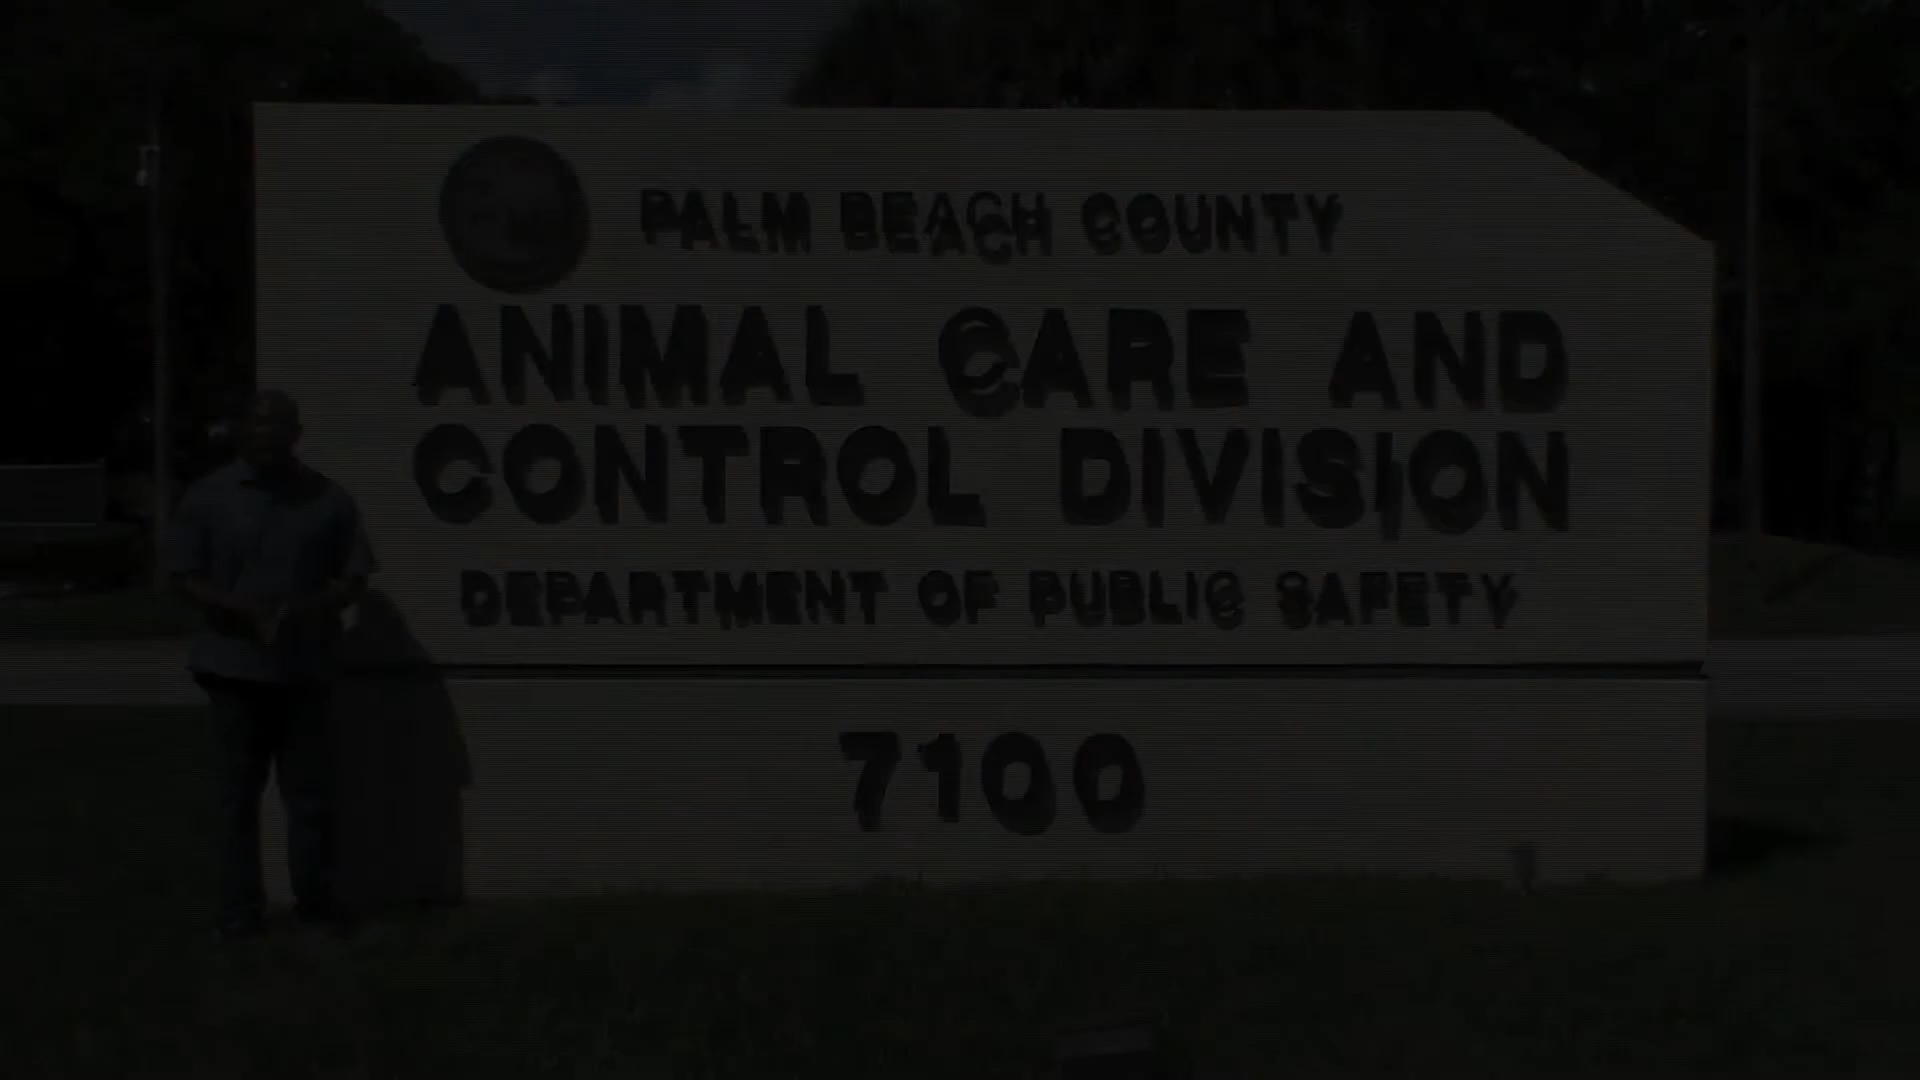 PALM BEACH COUNTY
ANIMAL CARE AND
CONTROL DIVISION
DEPARTMENT OF PUBLIC SAFETY
7100